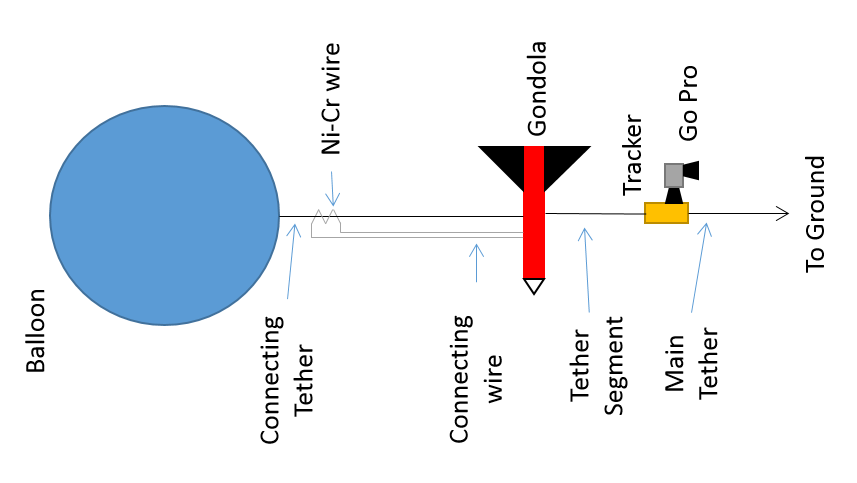 Balloon
Connecting
Tether
Ni-Cr wire
Connecting
wire
Gondola
Tether
Segment
Tracker
Go Pro
Main
Tether
To Ground